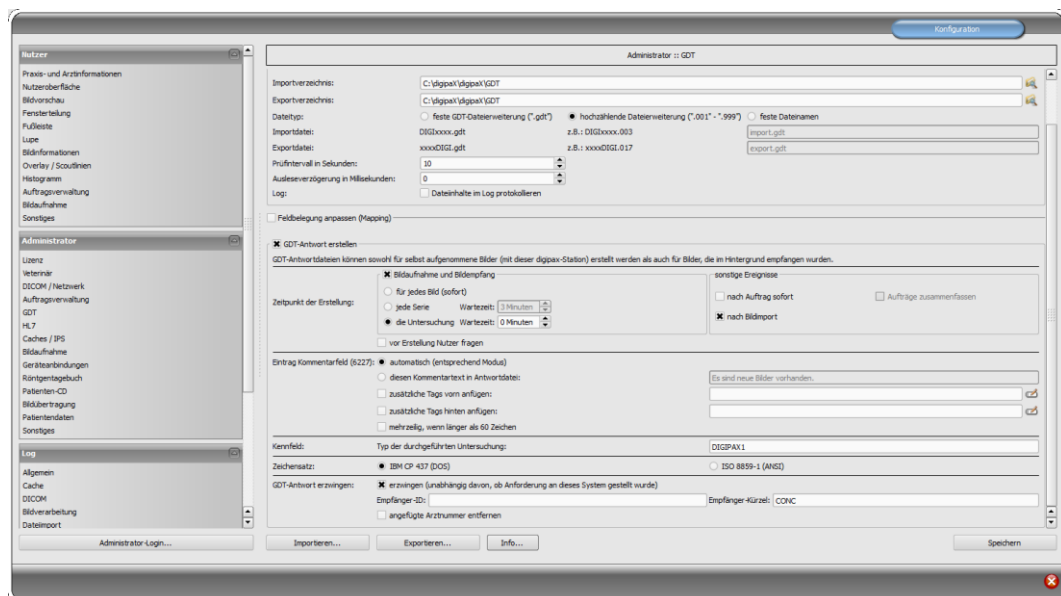 Konfiguration
Nutzer
Praxis- und Arztinformationen
Nutzeroberfläche
Bildvorschau
Fensterteilung
Fußleiste
Lupe
Bildinformationen
Overlay / Scoutlinien
Histogramm
Auftragsverwaltung
Bildaufnahme
Sonstiges
Administrator
Lizenz
Veterinär
DICOM / Netzwerk
Auftragsverwaltung
GDT
HL7
Caches / IPS
Bildaufnahme
Geräteanbindungen
Röntgentagebuch
Patienten-CD
Bildübertragung
Patientendaten
Sonstiges
Log
Allgemein
Cache
DICOM
Bildverarbeitung
Dateiimport
Administrator-Login...
Administrator :: GDT
Importverzeichnis: C:\digipaX\digipaX\GDT
Exportverzeichnis: C:\digipaX\digipaX\GDT
Dateityp: feste GDT-Dateierweiterung (".gdt") hochzählende Dateierweiterung (".001" - ".999") feste Dateinamen
Importdatei: DIGIxxxx.gdt z.B.: DIGIxxxx.003 import.gdt
Exportdatei: xxxxDIGI.gdt z.B.: xxxxDIGI.017 export.gdt
Prüfintervall in Sekunden: 10
Ausleseverzögerung in Millisekunden: 0
Log: Dateiinhalte im Log protokollieren
Feldbelegung anpassen (Mapping)
GDT-Antwort erstellen
GDT-Antwortdateien können sowohl für selbst aufgenommene Bilder (mit dieser digipax-Station) erstellt werden als auch für Bilder, die im Hintergrund empfangen wurden.
Zeitpunkt der Erstellung:
Bildaufnahme und Bildempfang
für jedes Bild (sofort)
jede Serie Wartezeit: 3 Minuten
die Untersuchung Wartezeit: 0 Minuten
vor Erstellung Nutzer fragen
sonstige Ereignisse
nach Auftrag sofort Aufträge zusammenfassen
nach Bildimport
Eintrag Kommentarfeld (6227): automatisch (entsprechend Modus)
diesen Kommentartext in Antwortdatei: Es sind neue Bilder vorhanden.
zusätzliche Tags vorn anfügen:
zusätzliche Tags hinten anfügen:
mehrzeilig, wenn länger als 60 Zeichen
Kennfeld: Typ der durchgeführten Untersuchung: DIGIPAX1
Zeichensatz: IBM CP 437 (DOS) ISO 8859-1 (ANSI)
GDT-Antwort erzwingen: erzwingen (unabhängig davon, ob Anforderung an dieses System gestellt wurde)
Empfänger-ID: Empfänger-Kürzel: CONC
angefügte Arztnummer entfernen
Importieren... Exportieren... Info... Speichern